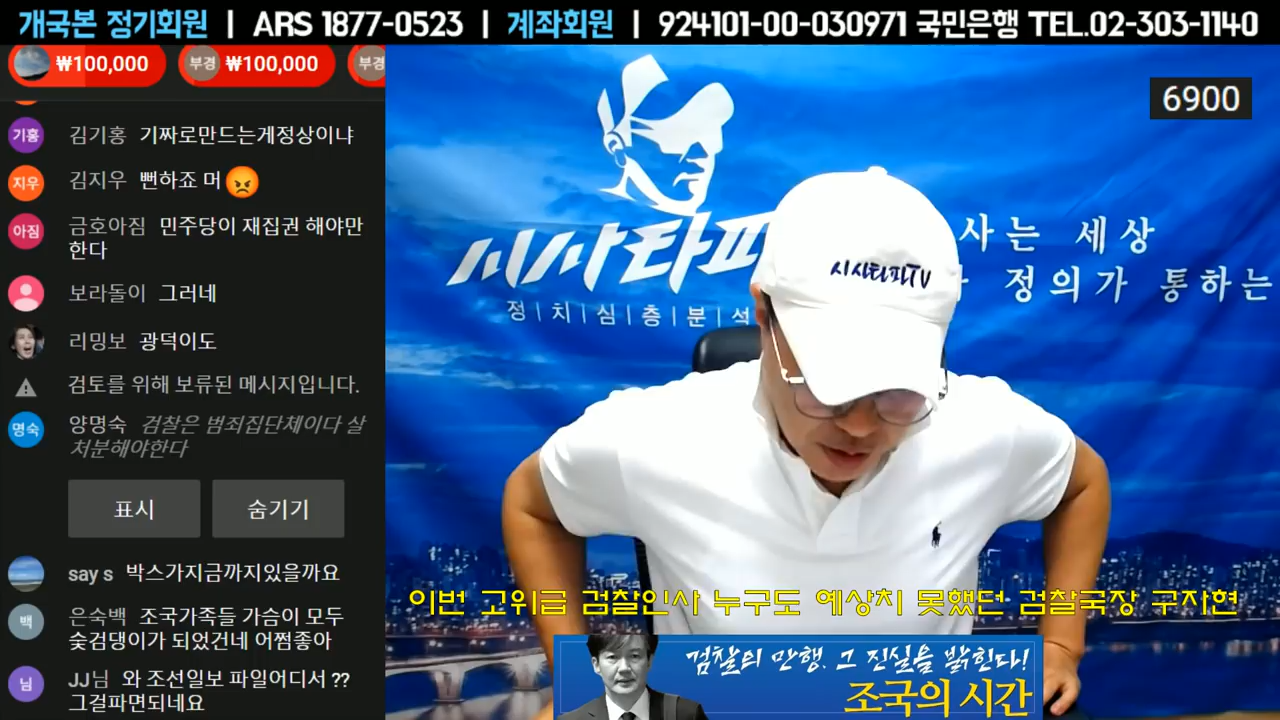 개국본 정기회원 | ARS 1877-0523 | 계좌회원 | 924101-00-030971 국민은행 TEL.02-303-1140
₩100,000
부경 ₩100,000
부경
6900
기홍 김기홍 기짜로만드는게정상이냐
지우 김지우 뻔하죠 머
아짐 금호아짐 민주당이 재집권 해야만
한다
보라돌이 그러네
리밍보 광덕이도
검토를 위해 보류된 메시지입니다.
명숙 양명숙 검찰은 범죄집단체이다 살
처분해야한다
표시 숨기기
say s 박스가지금까지있을까요
백 은숙백 조국가족들 가슴이 모두
숯검댕이가 되었건네 어쩜좋아
님 JJ님 와 조선일보 파일어디서 ??
그걸파면되네요
시사타파
정|치|심|층|분|석
사는 세상
정의가 통하는
시사타파TV
이번 고위급 검찰인사 누구도 예상치 못했던 검찰국장 구자현
검찰의 만행, 그 진실을 밝힌다!
조국의 시간